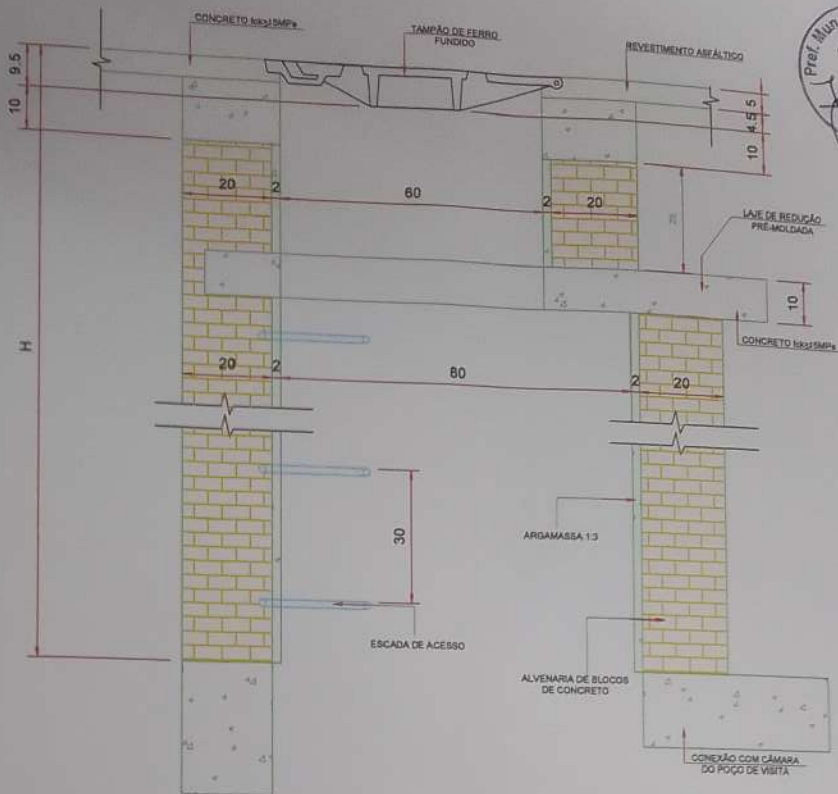 CONCRETO fck≥15MPa
TAMPÃO DE FERRO
FUNDIDO
REVESTIMENTO ASFÁLTICO
Pref. Mun
9.5
10
5
4.5
10
20
2
60
2
20
LAJE DE REDUÇÃO
PRÉ-MOLDADA
10
CONCRETO fck≥15MPa
H
20
2
80
2
20
30
ARGAMASSA 1:3
ESCADA DE ACESSO
ALVENARIA DE BLOCOS
DE CONCRETO
CONEXÃO COM CÂMARA
DO POÇO DE VISITA